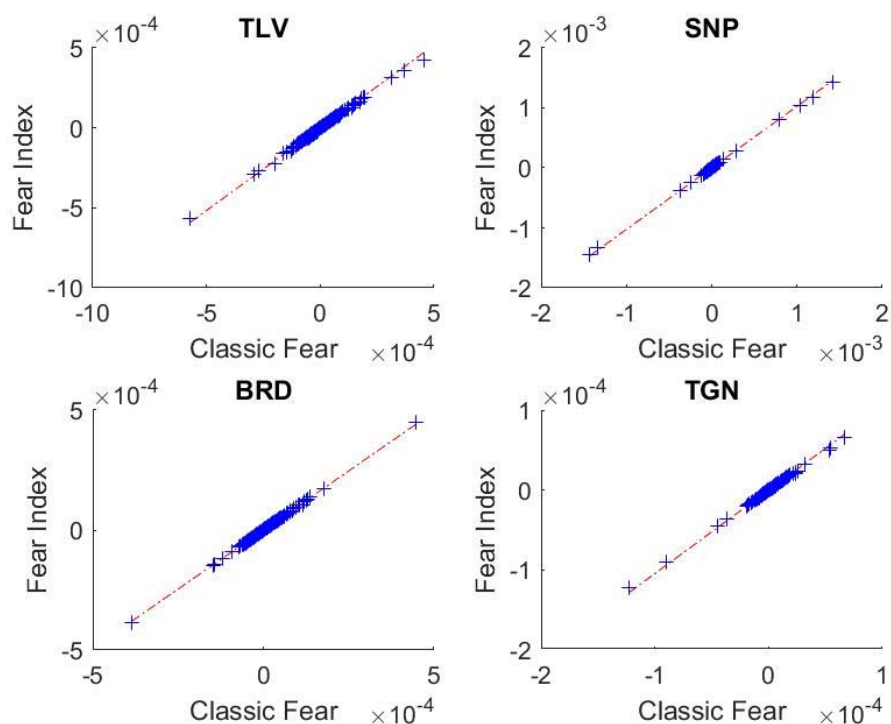 ×10⁻⁴ TLV
5
0
-5
-10
Fear Index
-10 -5 0 5
Classic Fear ×10⁻⁴
×10⁻³ SNP
2
1
0
-1
-2
Fear Index
-2 -1 0 1 2
Classic Fear ×10⁻³
×10⁻⁴ BRD
5
0
-5
Fear Index
-5 0 5
Classic Fear ×10⁻⁴
×10⁻⁴ TGN
1
0
-1
-2
Fear Index
-2 -1 0 1
Classic Fear ×10⁻⁴